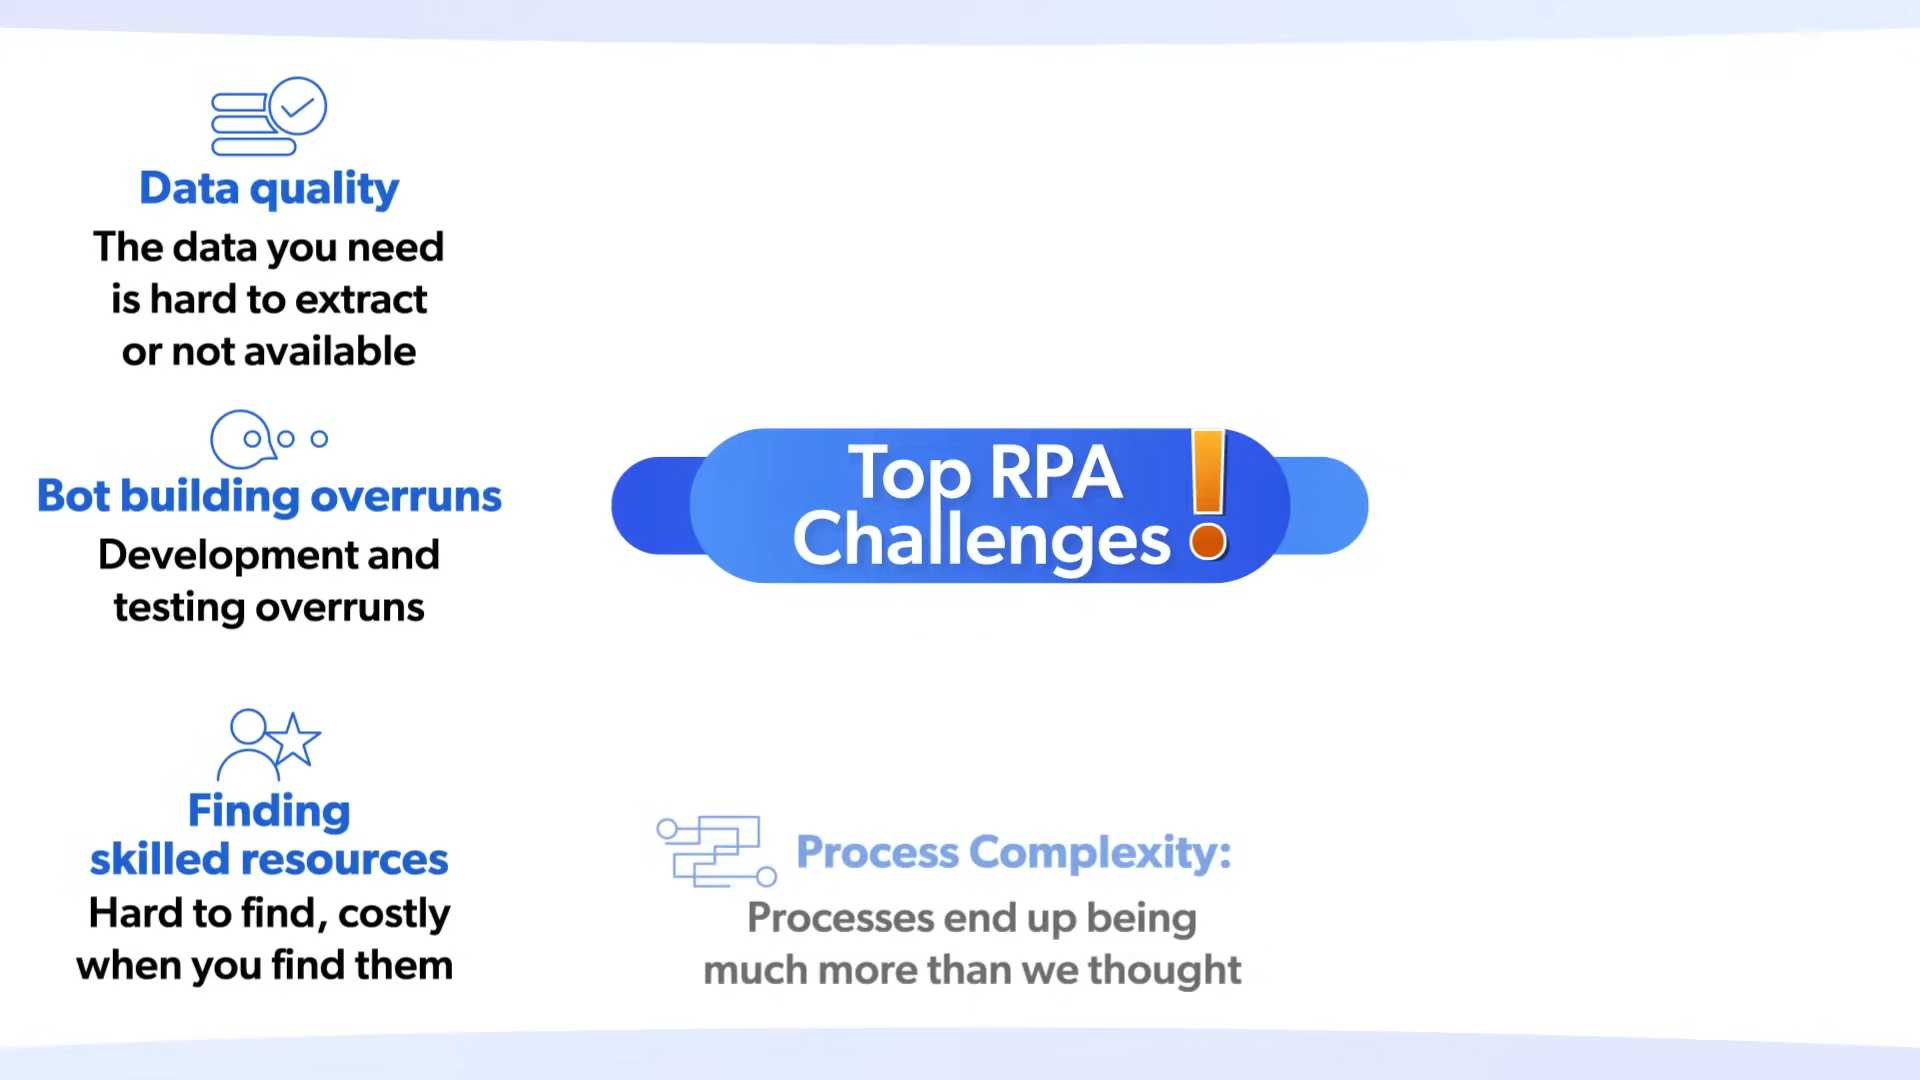 Data quality
The data you need
is hard to extract
or not available
Bot building overruns
Development and
testing overruns
Finding
skilled resources
Hard to find, costly
when you find them
Top RPA
Challenges!
Process Complexity:
Processes end up being
much more than we thought